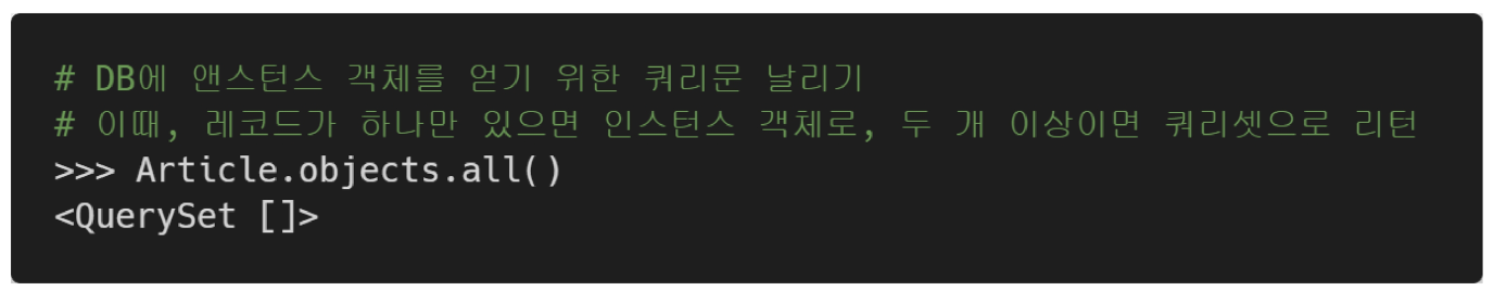 # DB에 앤스턴스 객체를 얻기 위한 쿼리문 날리기
# 이때, 레코드가 하나만 있으면 인스턴스 객체로, 두 개 이상이면 쿼리셋으로 리턴
>>> Article.objects.all()
<QuerySet []>